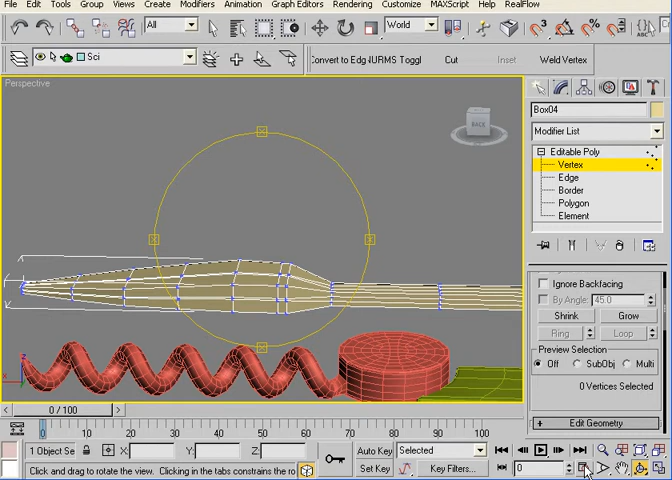 Edit Tools Group Views Create Modifiers Animation Graph Editors Rendering Customize MAXScript RealFlow
All World
Sci Convert to Edg NURMS Toggl Cut Inset Weld Vertex
Perspective
BACK
Box04
Modifier List
Editable Poly
Vertex
Edge
Border
Polygon
Element
Ignore Backfacing
By Angle: 45.0
Shrink Grow
Ring Loop
Preview Selection
Off SubObj Multi
0 Vertices Selected
Edit Geometry
0 / 100
0 10 20 30 40 50 60 70 80 90 100
1 Object Se X: Y: Z: Auto Key Selected
Click and drag to rotate the view. Clicking in the tabs constrains the ro Set Key Key Filters... 0